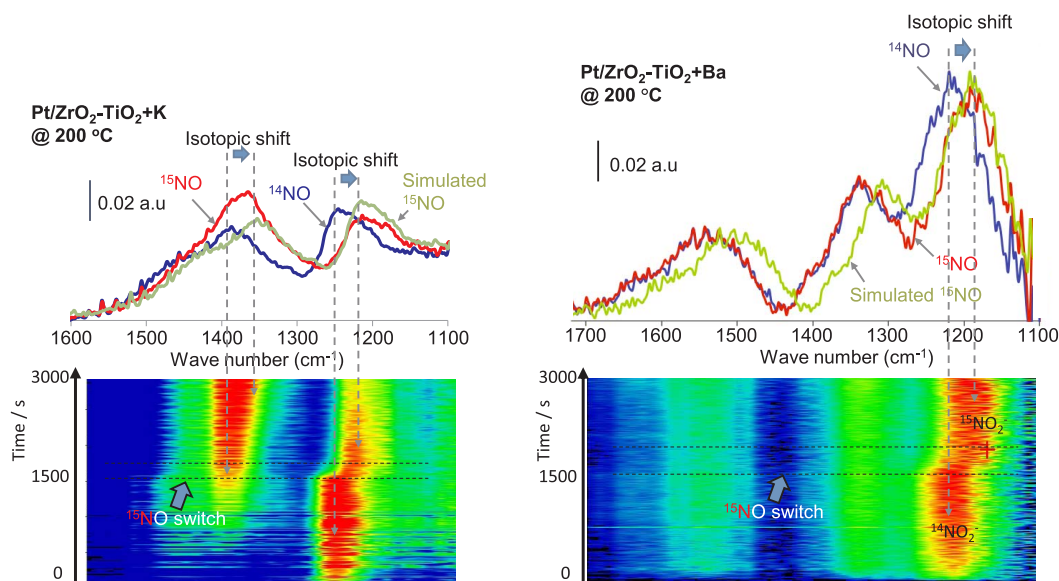 Pt/ZrO₂-TiO₂+K
@ 200 °C
0.02 a.u
Isotopic shift
Isotopic shift
¹⁵NO
¹⁴NO
Simulated
¹⁵NO
1600 1500 1400 1300 1200 1100
Wave number (cm⁻¹)
3000
1500
0
Time / s
¹⁵NO switch
Pt/ZrO₂-TiO₂+Ba
@ 200 °C
0.02 a.u
Isotopic shift
¹⁴NO
¹⁵NO
Simulated ¹⁵NO
1700 1600 1500 1400 1300 1200 1100
Wave number (cm⁻¹)
3000
1500
0
Time / s
¹⁵NO switch
¹⁵NO₂⁻
¹⁴NO₂⁻